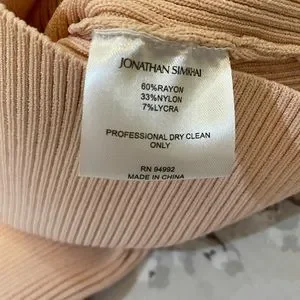 JONATHAN SIMKHAI
60%RAYON
33%NYLON
7%LYCRA
PROFESSIONAL DRY CLEAN
ONLY
RN 94992
MADE IN CHINA